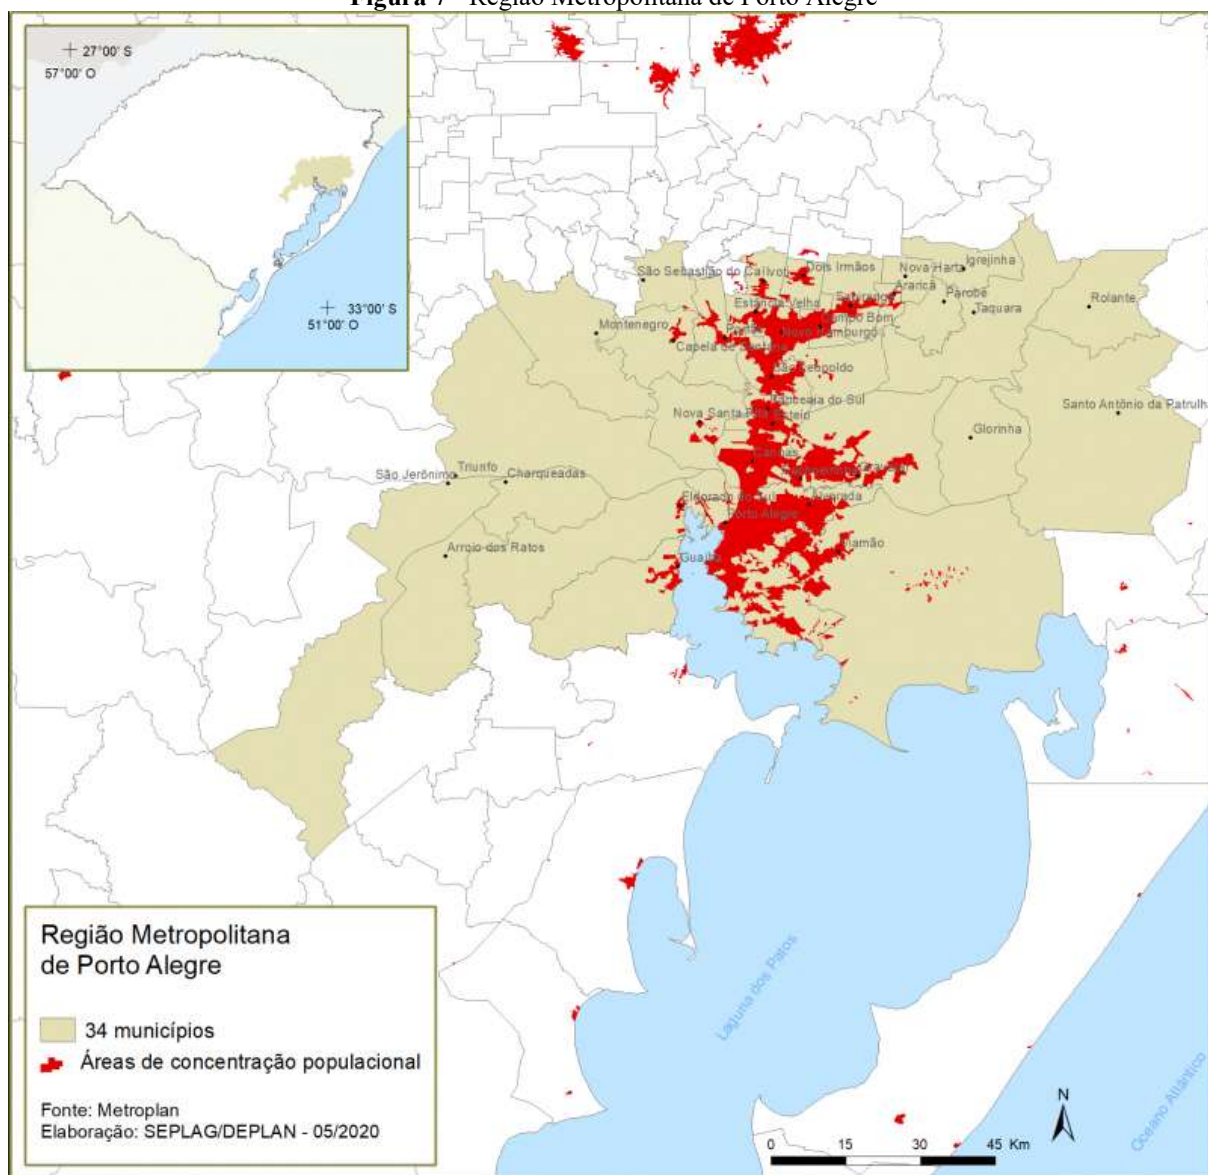 Figura 7 - Região Metropolitana de Porto Alegre
27°00' S
57°00' O
33°00' S
51°00' O
São Sebastião do Caí
Ivoti
Dois Irmãos
Nova Hartz
Igrejinha
Estância Velha
Sapiranga
Araricá
Parobé
Taquara
Rolante
Montenegro
Portão
Novo Hamburgo
Campo Bom
Capela de Santana
São Leopoldo
Sapucaia do Sul
Nova Santa Rita
Esteio
Santo Antônio da Patrulh
Glorinha
Canoas
São Jerônimo
Triunfo
Charqueadas
Eldorado do Sul
Alvorada
Porto Alegre
Arroio dos Ratos
Guaíba
Viamão
Região Metropolitana
de Porto Alegre
34 municípios
Áreas de concentração populacional
Fonte: Metroplan
Elaboração: SEPLAG/DEPLAN - 05/2020
Laguna dos Patos
Oceano Atlântico
N
0 15 30 45 Km